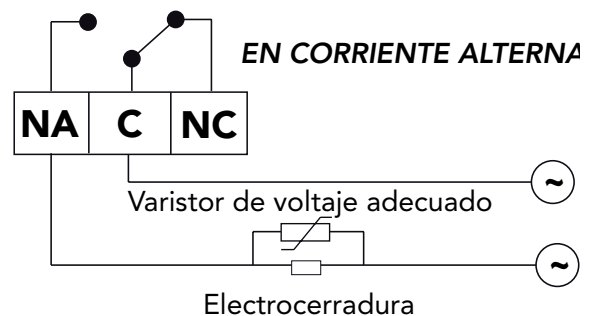 EN CORRIENTE ALTERNA
NA C NC
~
Varistor de voltaje adecuado
~
Electrocerradura